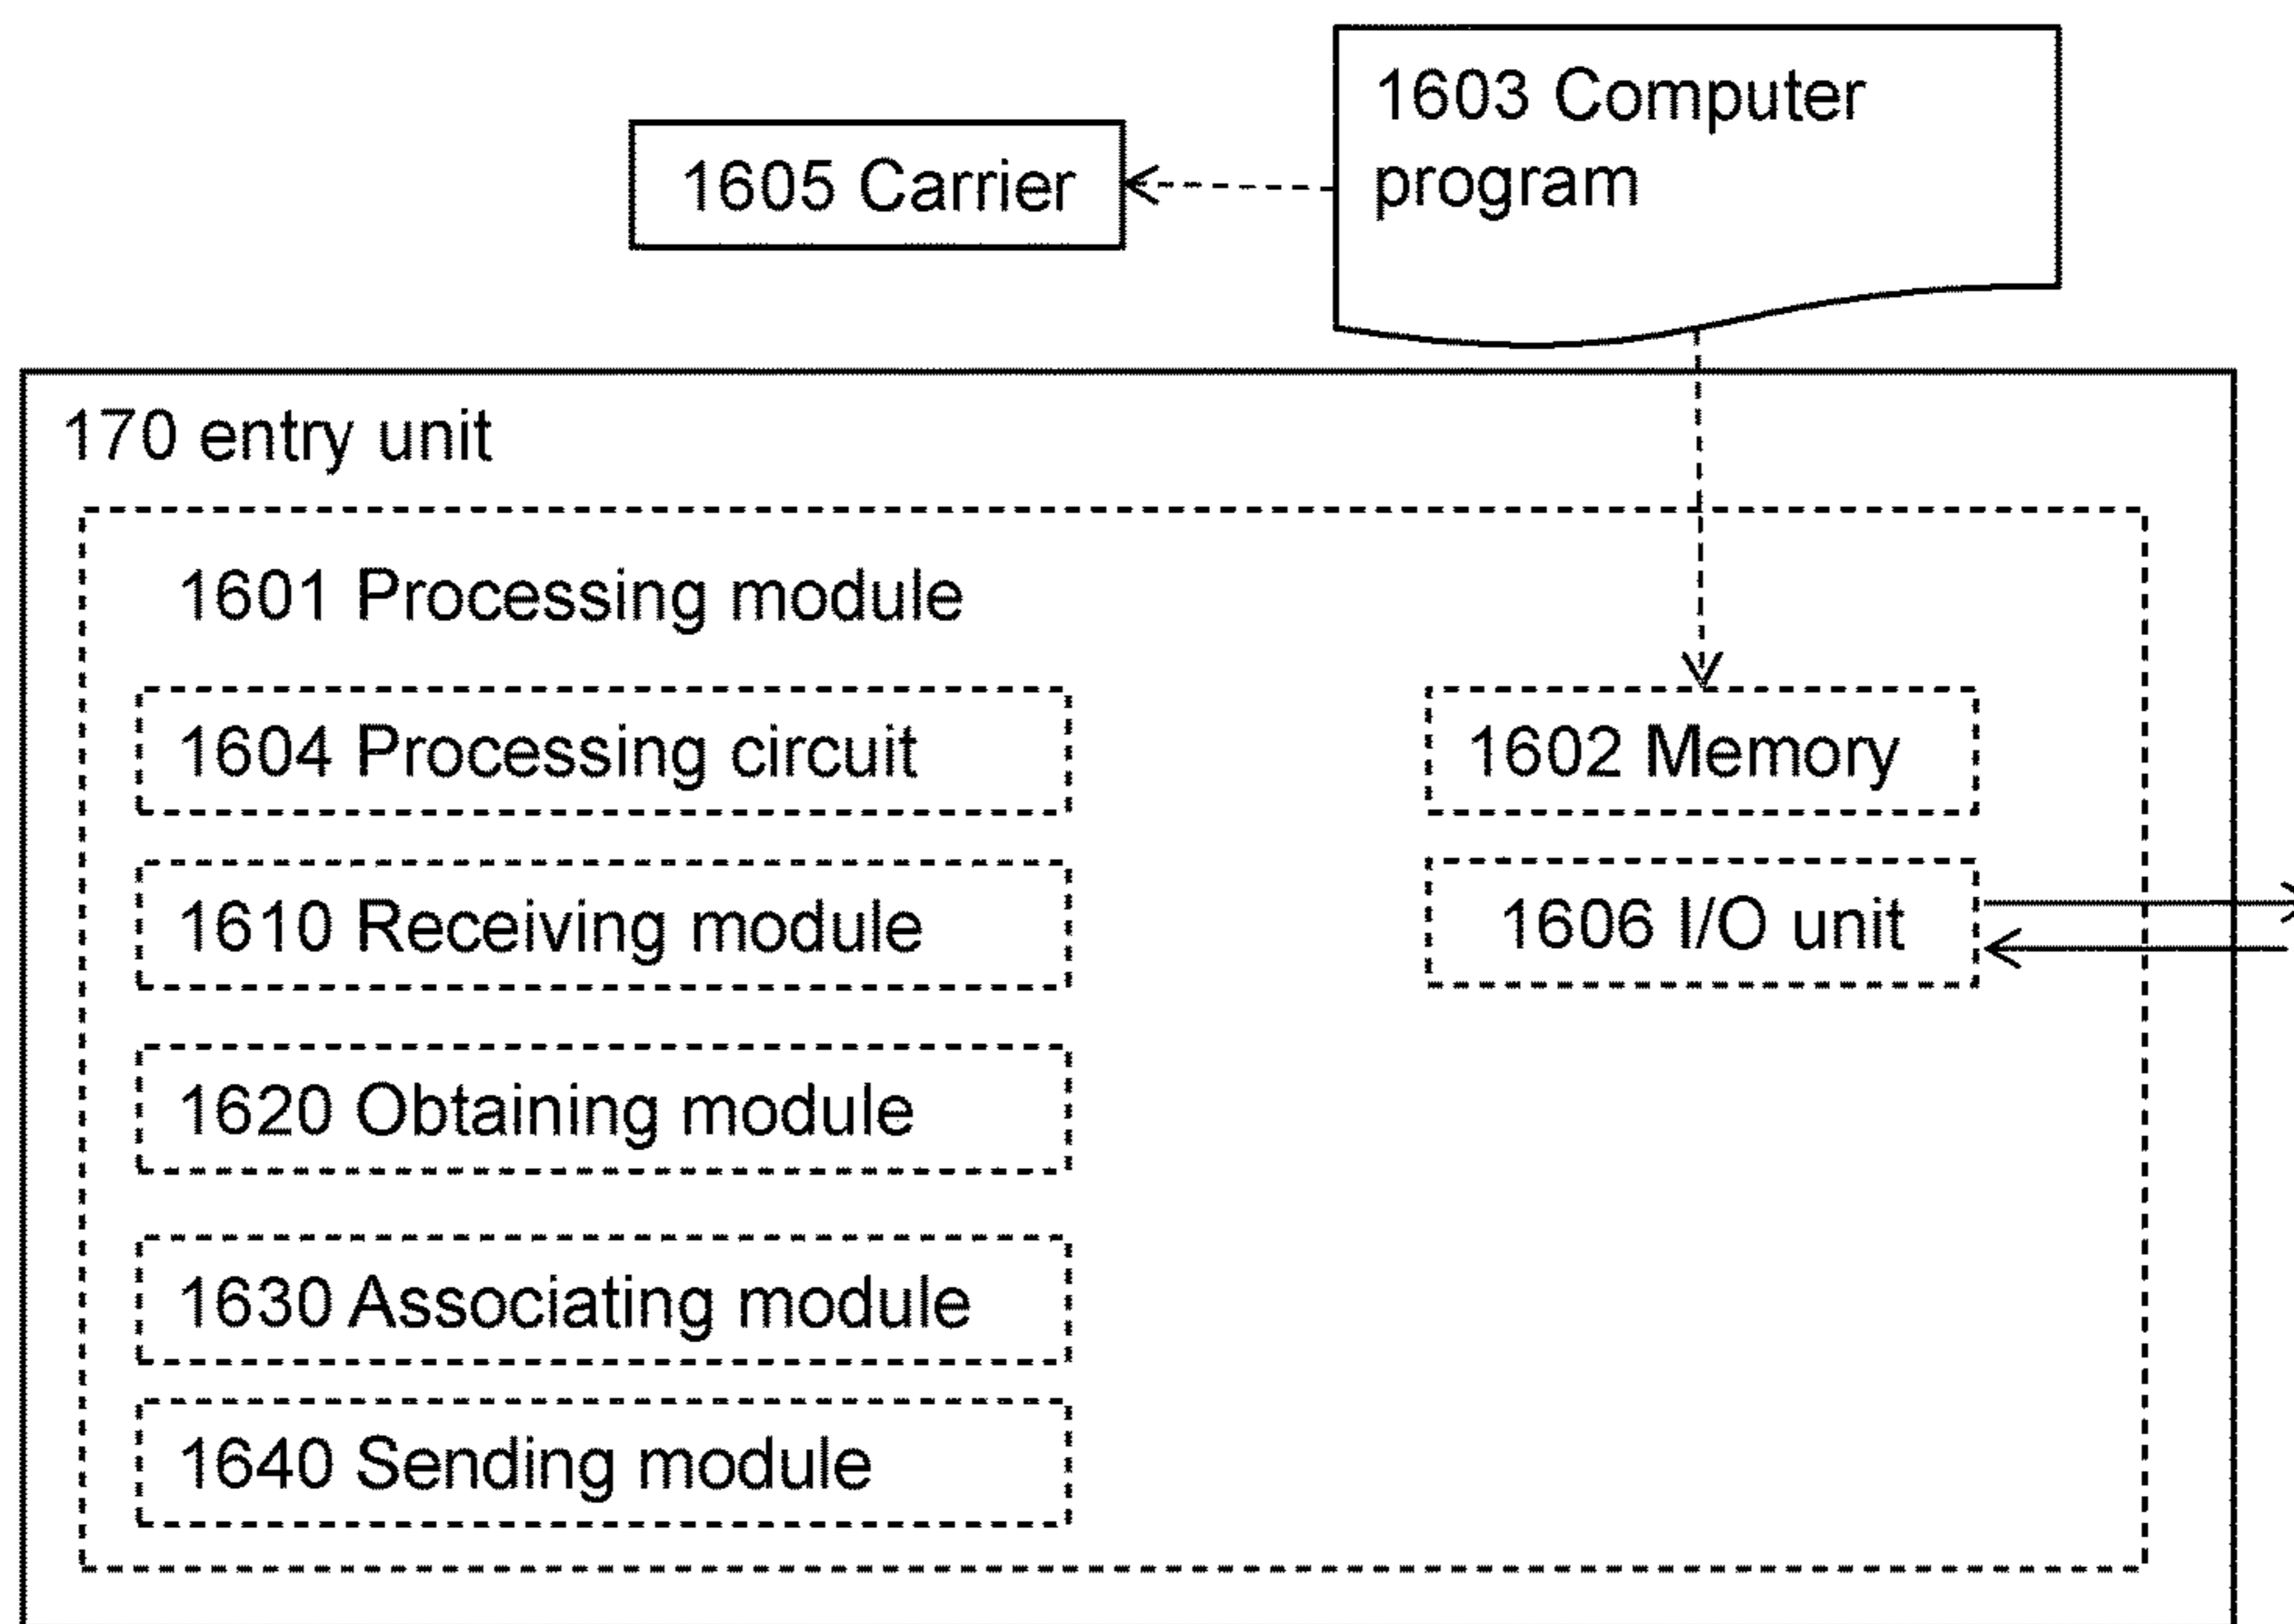 1603 Computer
program
1605 Carrier
170 entry unit
1601 Processing module
1604 Processing circuit
1602 Memory
1610 Receiving module
1606 I/O unit
1620 Obtaining module
1630 Associating module
1640 Sending module